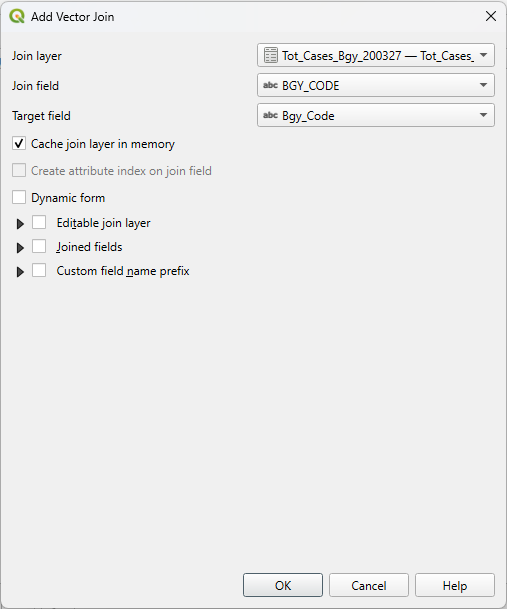 Add Vector Join
Join layer Tot_Cases_Bgy_200327 — Tot_Cases_
Join field abc BGY_CODE
Target field abc Bgy_Code
Cache join layer in memory
Create attribute index on join field
Dynamic form
Editable join layer
Joined fields
Custom field name prefix
OK Cancel Help